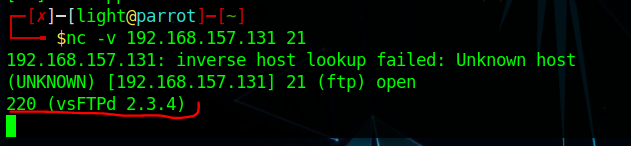 ┌─[✗]─[light@parrot]─[~]
└──╼ $nc -v 192.168.157.131 21
192.168.157.131: inverse host lookup failed: Unknown host
(UNKNOWN) [192.168.157.131] 21 (ftp) open
220 (vsFTPd 2.3.4)